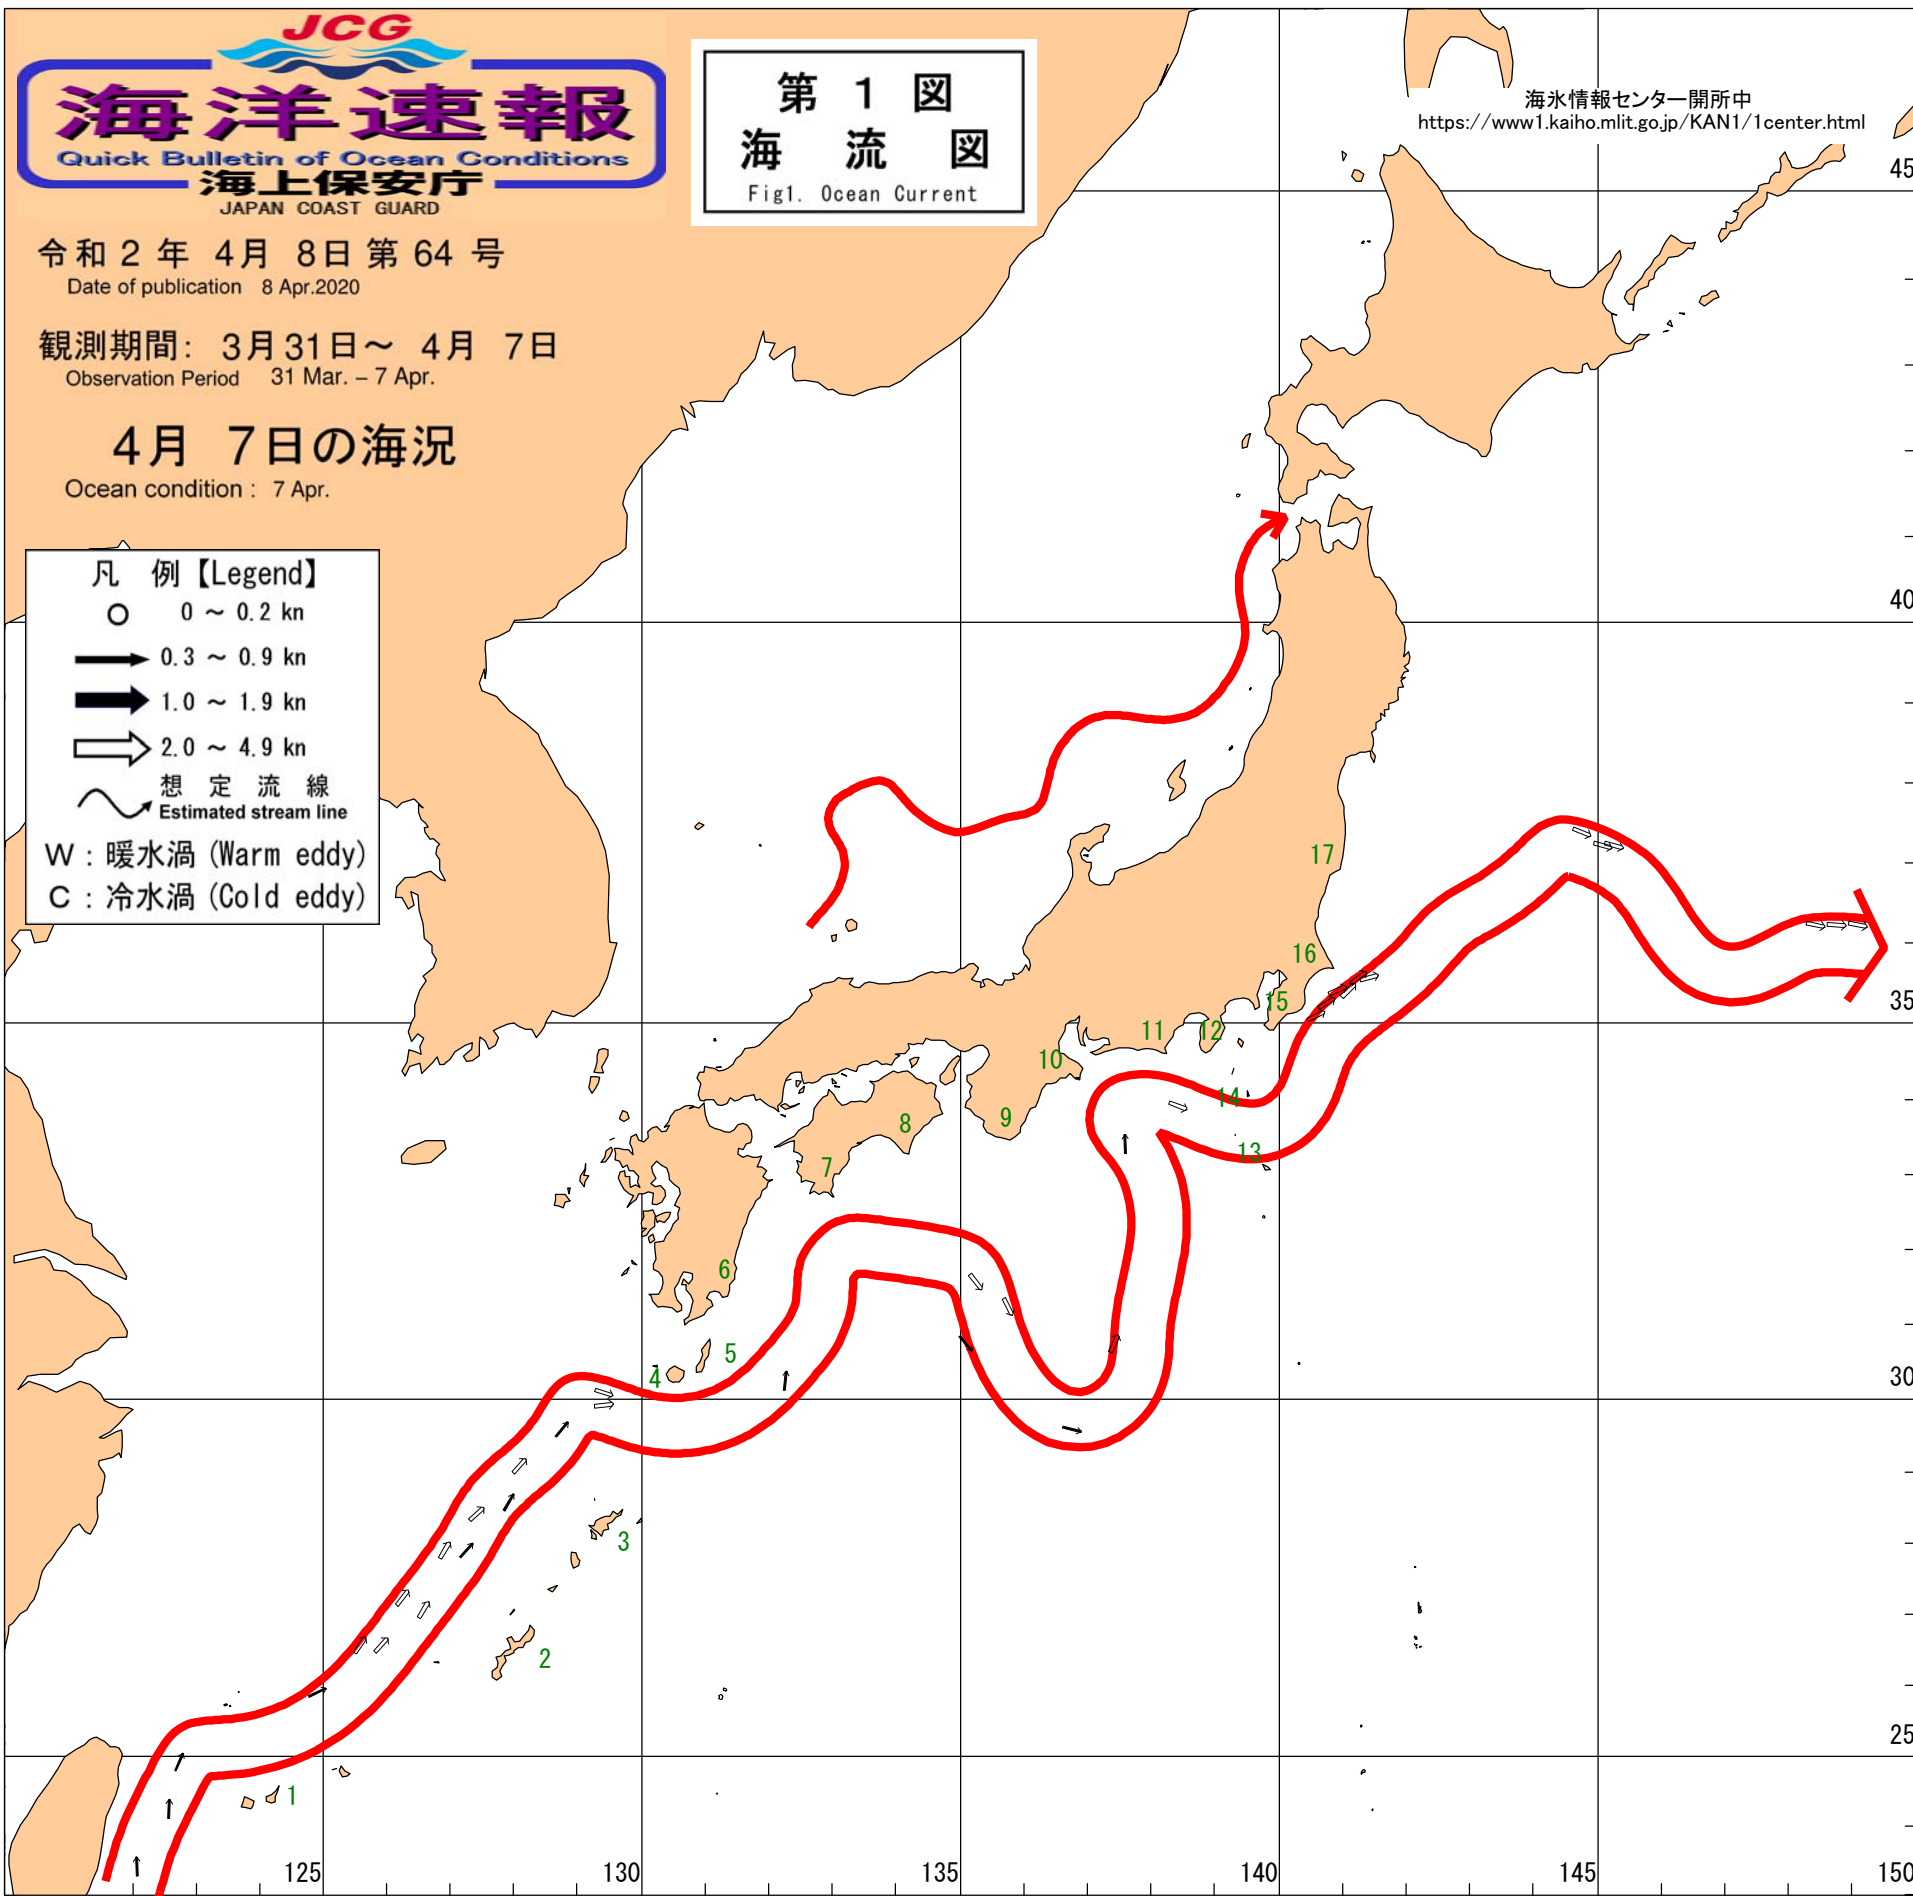 JCG
海洋速報
Quick Bulletin of Ocean Conditions
海上保安庁
JAPAN COAST GUARD
第 1 図
海 流 図
Fig1. Ocean Current
海氷情報センター開所中
https://www1.kaiho.mlit.go.jp/KAN1/1center.html
令和 2 年 4月 8日 第 64 号
Date of publication 8 Apr.2020
観測期間: 3月31日～ 4月 7日
Observation Period 31 Mar. – 7 Apr.
4月 7日の海況
Ocean condition : 7 Apr.
凡 例【Legend】
0 ～ 0.2 kn
0.3 ～ 0.9 kn
1.0 ～ 1.9 kn
2.0 ～ 4.9 kn
想 定 流 線
Estimated stream line
W : 暖水渦 (Warm eddy)
C : 冷水渦 (Cold eddy)
45
40
17
16
15
35
11
12
10
14
9
8
13
7
6
5
4
30
3
2
25
1
125
130
135
140
145
150